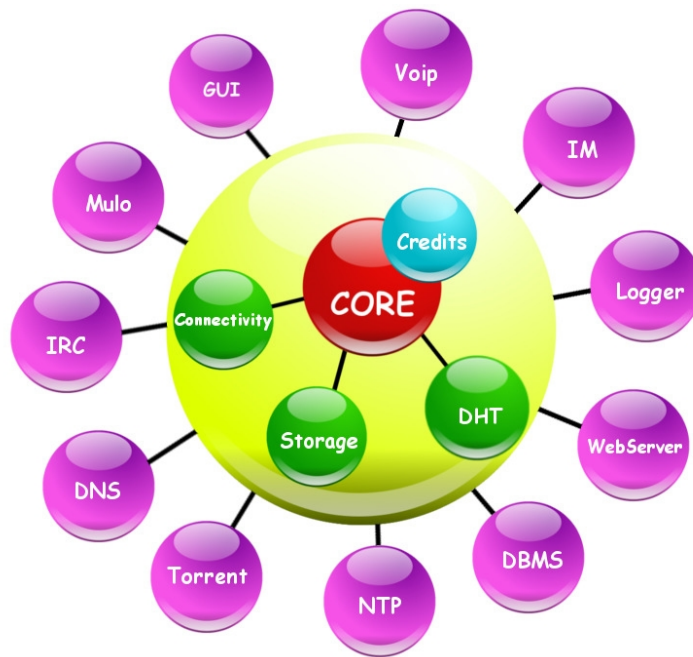 Voip
GUI
IM
Mulo
Credits
Logger
CORE
Connectivity
IRC
DHT
Storage
WebServer
DNS
DBMS
Torrent
NTP